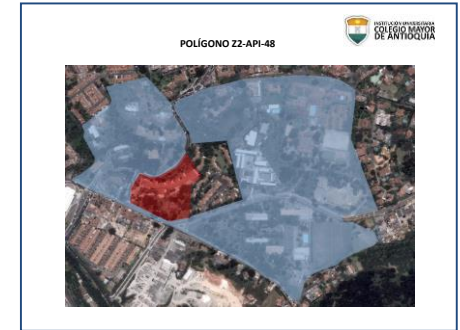 INSTITUCIÓN UNIVERSITARIA
COLEGIO MAYOR
DE ANTIOQUIA
POLÍGONO Z2-API-48